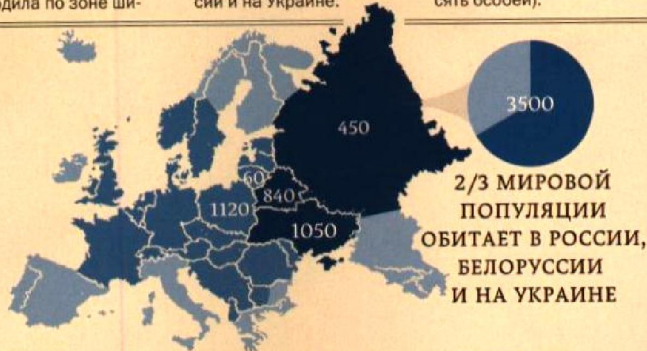 одила по зоне ши-
сии и на Украине.
сять особей).
3500
450
60
840
1120
1050
2/3 МИРОВОЙ
ПОПУЛЯЦИИ
ОБИТАЕТ В РОССИИ,
БЕЛОРУССИИ
И НА УКРАИНЕ